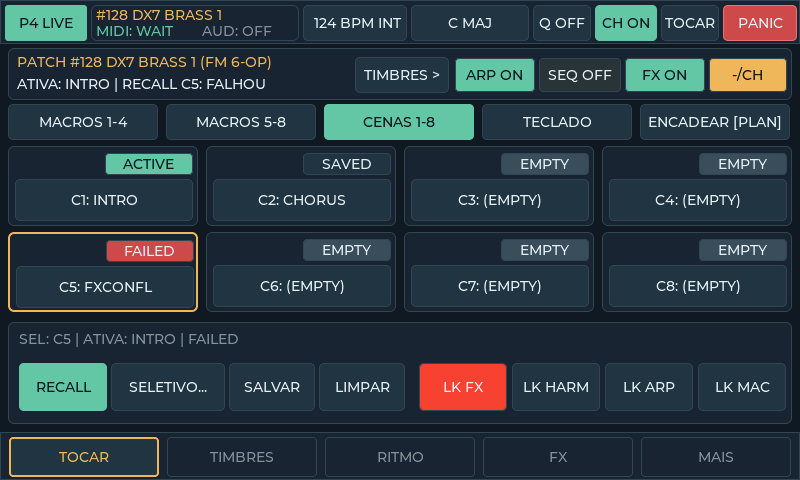 P4 LIVE
#128 DX7 BRASS 1
MIDI: WAIT AUD: OFF
124 BPM INT
C MAJ
Q OFF
CH ON
TOCAR
PANIC
PATCH #128 DX7 BRASS 1 (FM 6-OP)
ATIVA: INTRO | RECALL C5: FALHOU
TIMBRES >
ARP ON
SEQ OFF
FX ON
-/CH
MACROS 1-4
MACROS 5-8
CENAS 1-8
TECLADO
ENCADEAR [PLAN]
ACTIVE
C1: INTRO
SAVED
C2: CHORUS
EMPTY
C3: (EMPTY)
EMPTY
C4: (EMPTY)
FAILED
C5: FXCONFL
EMPTY
C6: (EMPTY)
EMPTY
C7: (EMPTY)
EMPTY
C8: (EMPTY)
SEL: C5 | ATIVA: INTRO | FAILED
RECALL
SELETIVO...
SALVAR
LIMPAR
LK FX
LK HARM
LK ARP
LK MAC
TOCAR
TIMBRES
RITMO
FX
MAIS